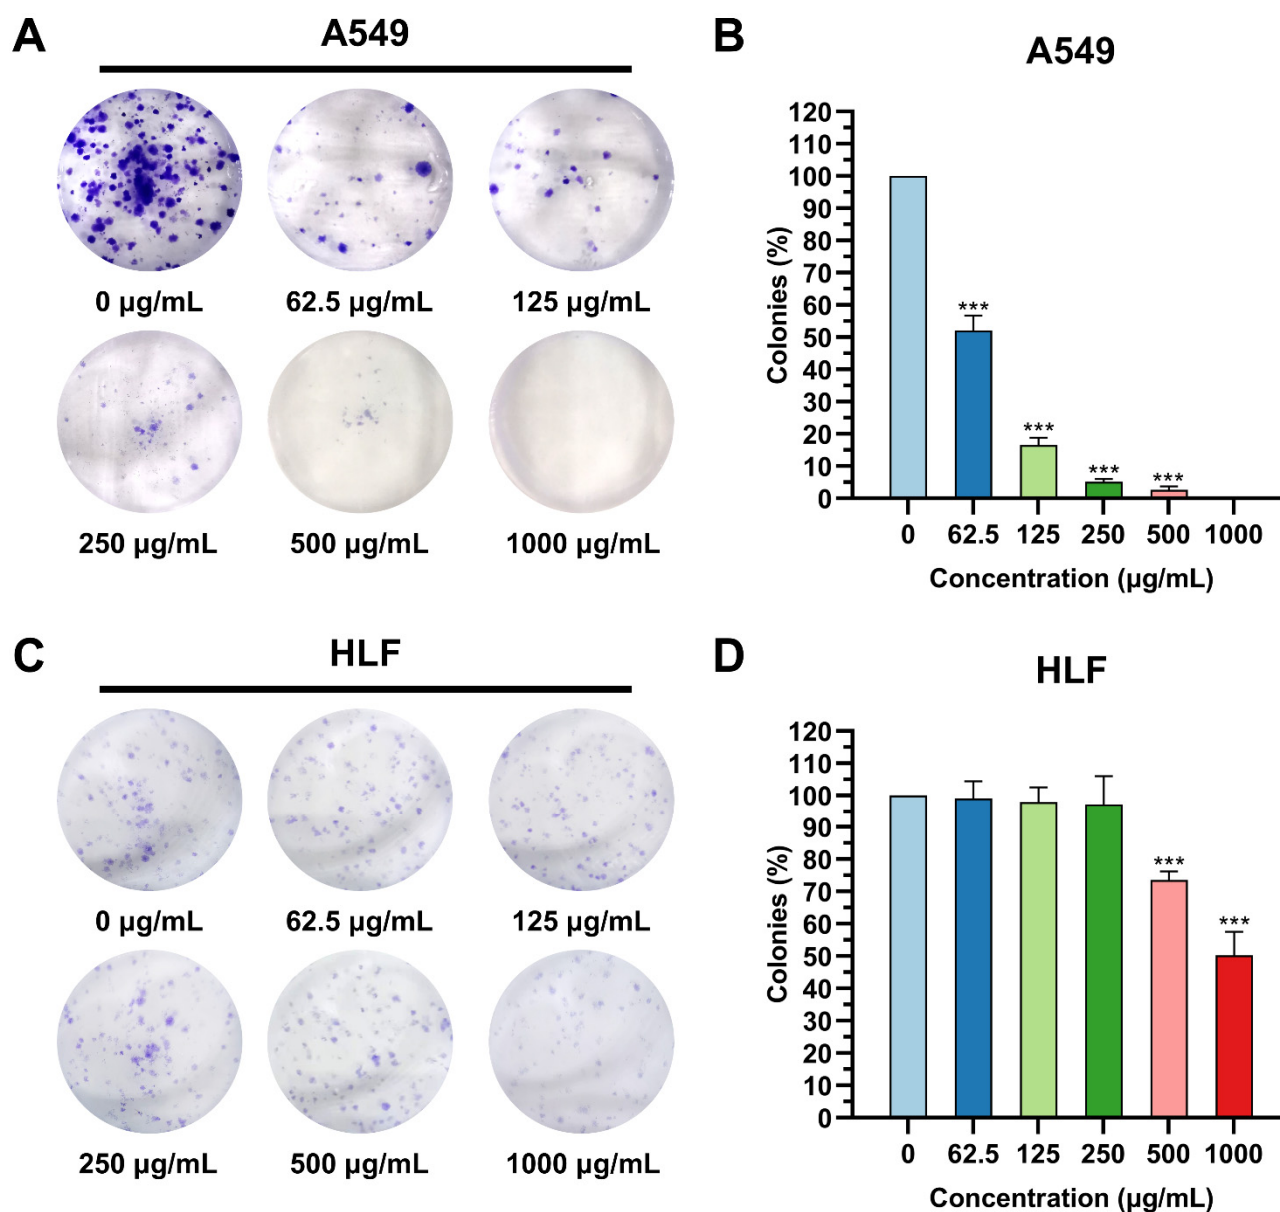 A
A549
0 µg/mL
62.5 µg/mL
125 µg/mL
250 µg/mL
500 µg/mL
1000 µg/mL
B
A549
Colonies (%)
120
110
100
90
80
70
60
50
40
30
20
10
0
***
***
***
***
0
62.5
125
250
500
1000
Concentration (µg/mL)
C
HLF
0 µg/mL
62.5 µg/mL
125 µg/mL
250 µg/mL
500 µg/mL
1000 µg/mL
D
HLF
Colonies (%)
120
110
100
90
80
70
60
50
40
30
20
10
0
***
***
0
62.5
125
250
500
1000
Concentration (µg/mL)